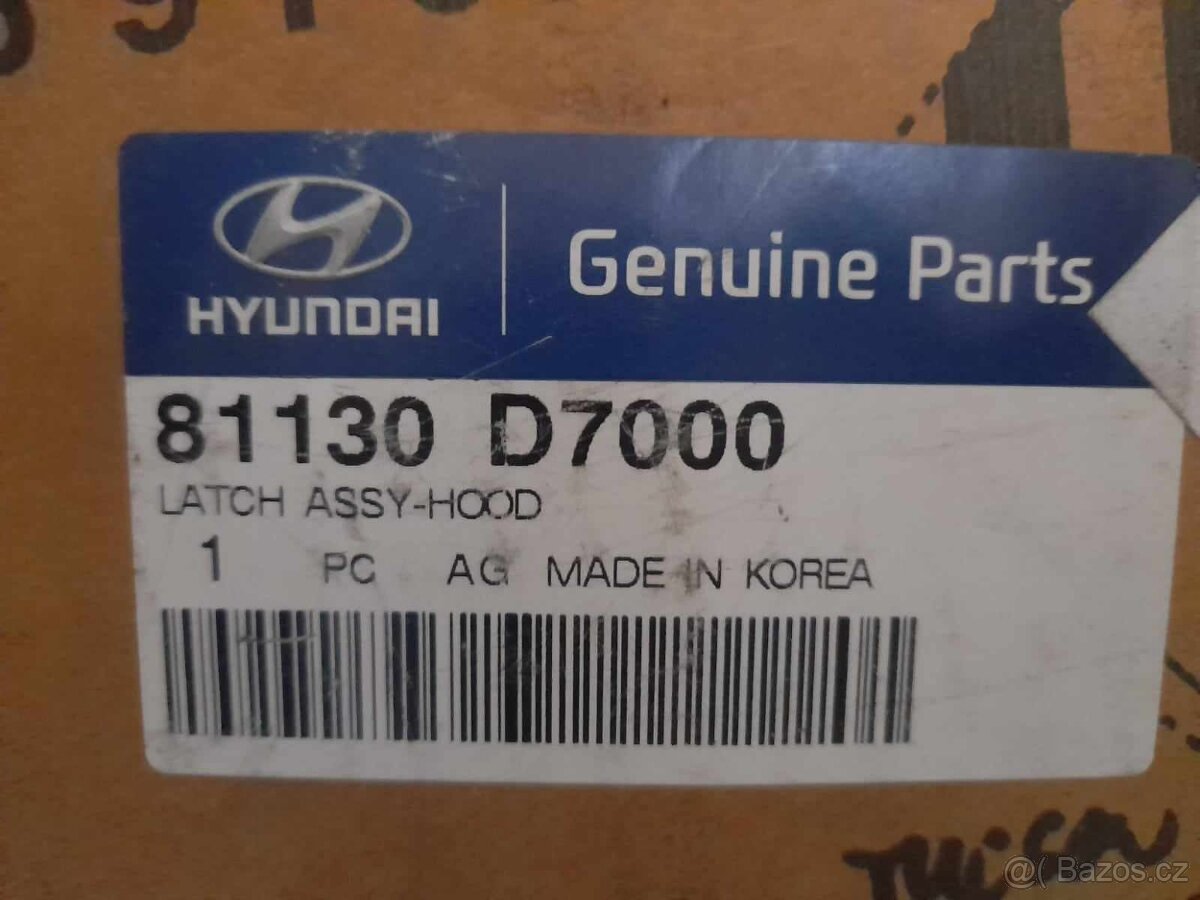 HYUNDAI
Genuine Parts
81130 D7000
LATCH ASSY-HOOD
1 PC AG MADE IN KOREA
@( Bazos.cz